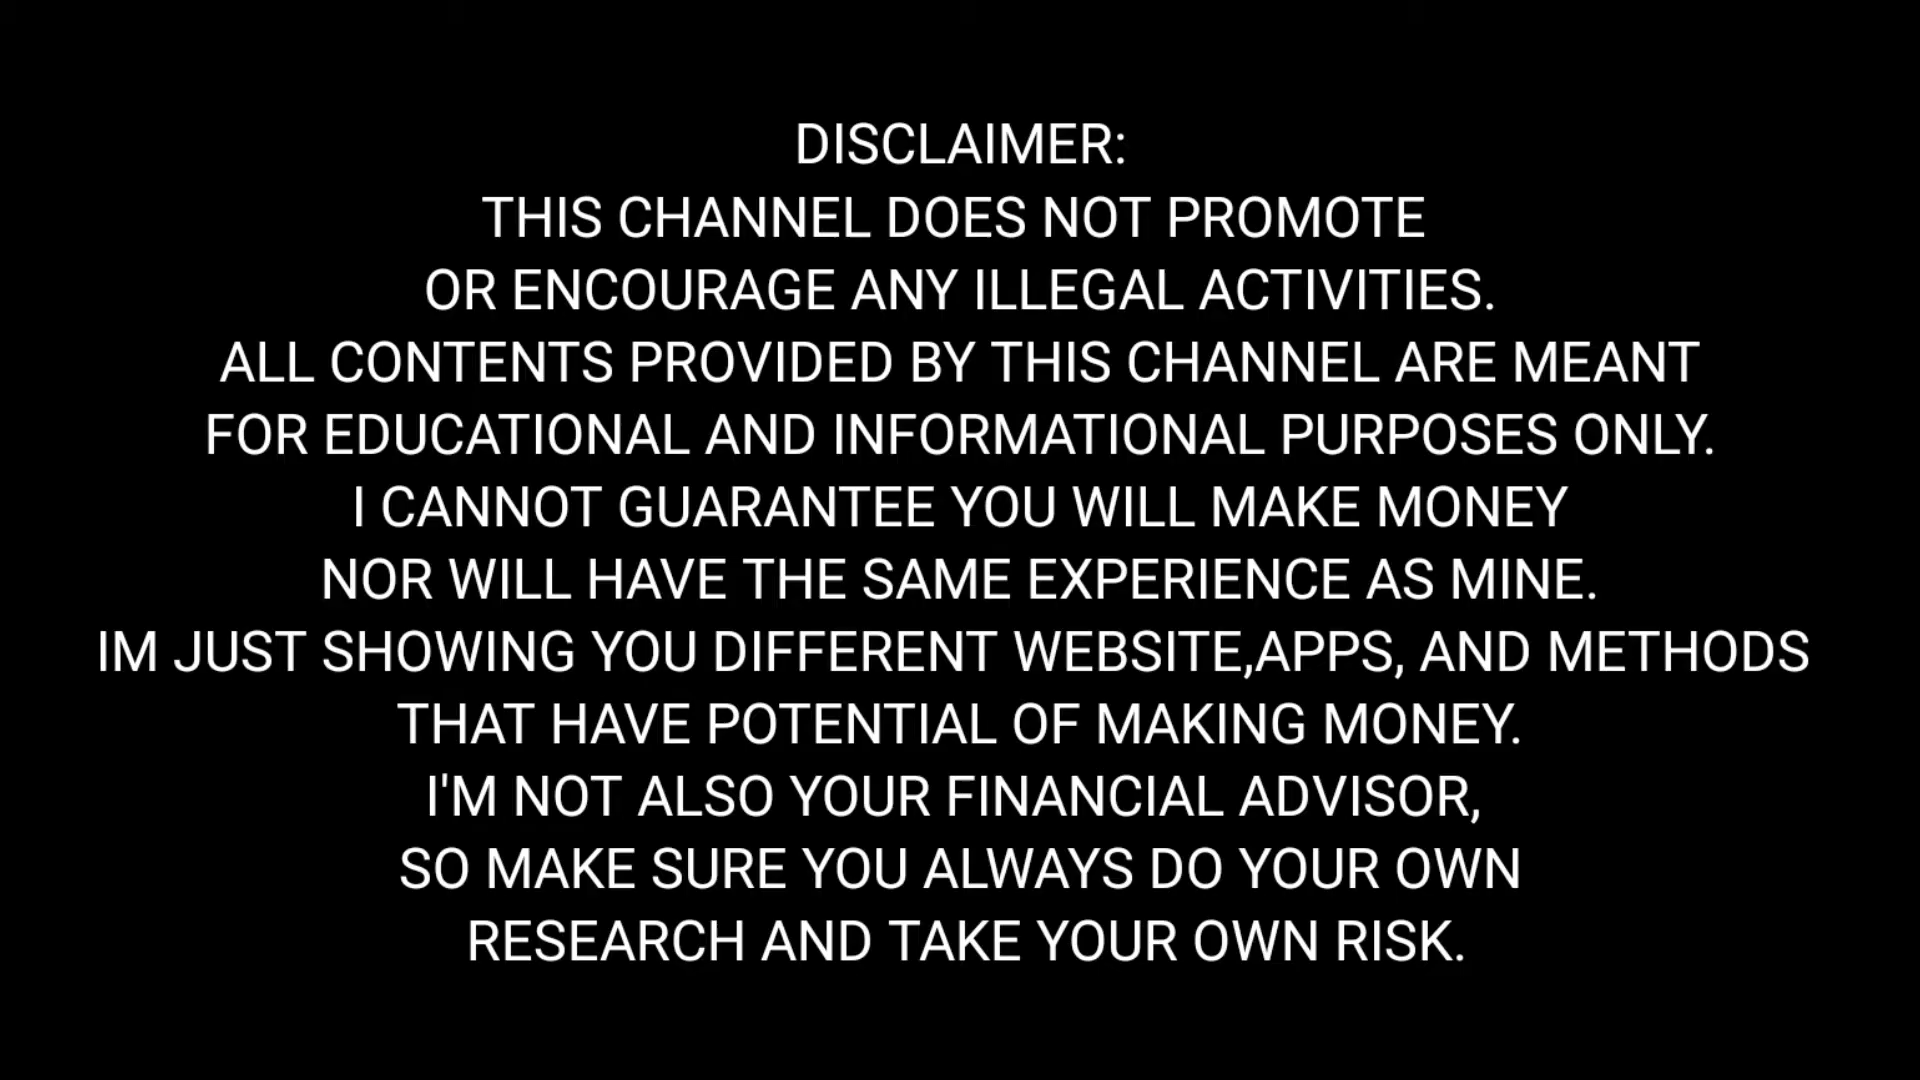 DISCLAIMER:
THIS CHANNEL DOES NOT PROMOTE
OR ENCOURAGE ANY ILLEGAL ACTIVITIES.
ALL CONTENTS PROVIDED BY THIS CHANNEL ARE MEANT
FOR EDUCATIONAL AND INFORMATIONAL PURPOSES ONLY.
I CANNOT GUARANTEE YOU WILL MAKE MONEY
NOR WILL HAVE THE SAME EXPERIENCE AS MINE.
IM JUST SHOWING YOU DIFFERENT WEBSITE,APPS, AND METHODS
THAT HAVE POTENTIAL OF MAKING MONEY.
I'M NOT ALSO YOUR FINANCIAL ADVISOR,
SO MAKE SURE YOU ALWAYS DO YOUR OWN
RESEARCH AND TAKE YOUR OWN RISK.